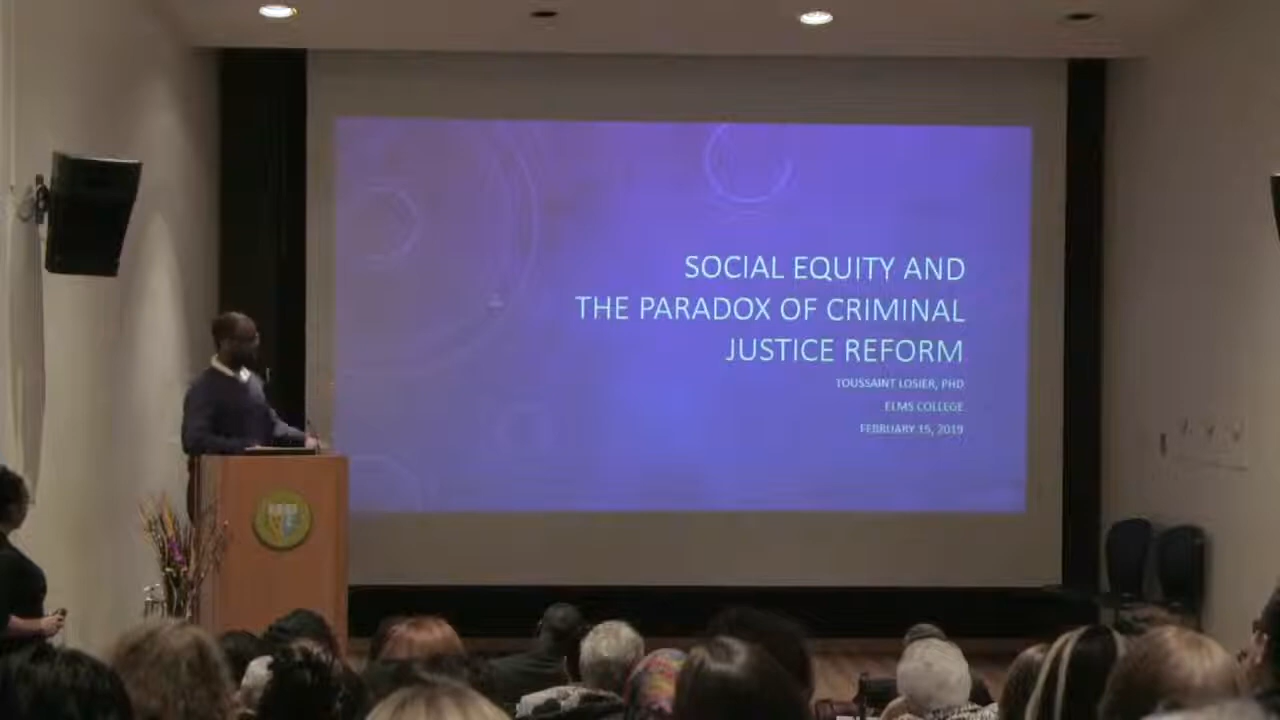 SOCIAL EQUITY AND
THE PARADOX OF CRIMINAL
JUSTICE REFORM
TOUSSAINT LOSIER, PHD
ELMS COLLEGE
FEBRUARY 15, 2019